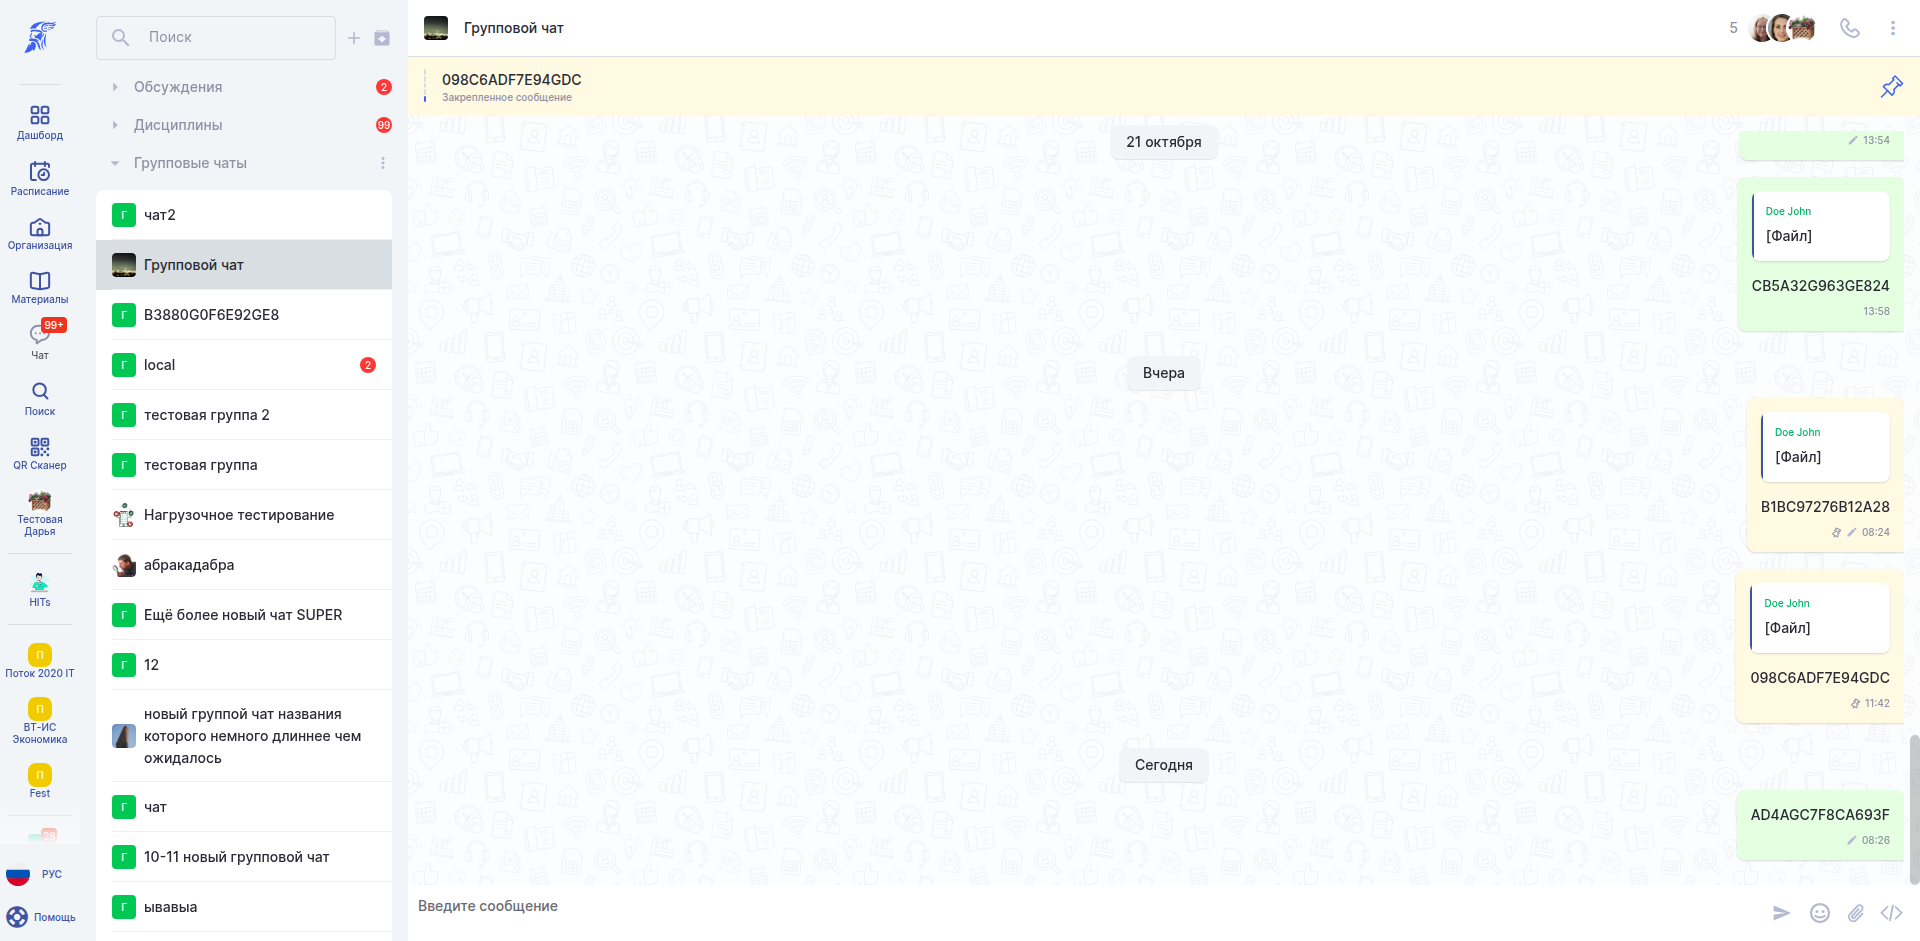 Дашборд
Расписание
Организация
Материалы
99+
Чат
Поиск
QR Сканер
Тестовая
Дарья
HITs
П
Поток 2020 IT
П
ВТ-ИС
Экономика
П
Fest
28
РУС
Помощь
Поиск
Обсуждения 2
Дисциплины 99
Групповые чаты
Г чат2
Групповой чат
Г B3880G0F6E92GE8
Г local 2
Г тестовая группа 2
Г тестовая группа
Нагрузочное тестирование
абракадабра
Г Ещё более новый чат SUPER
Г 12
новый группой чат названия
которого немного длиннее чем
ожидалось
Г чат
Г 10-11 новый групповой чат
Г ывавыа
Групповой чат 5
098C6ADF7E94GDC
Закрепленное сообщение
21 октября
13:54
Doe John
[Файл]
CB5A32G963GE824
13:58
Вчера
Doe John
[Файл]
B1BC97276B12A28
08:24
Doe John
[Файл]
098C6ADF7E94GDC
11:42
Сегодня
AD4AGC7F8CA693F
08:26
Введите сообщение